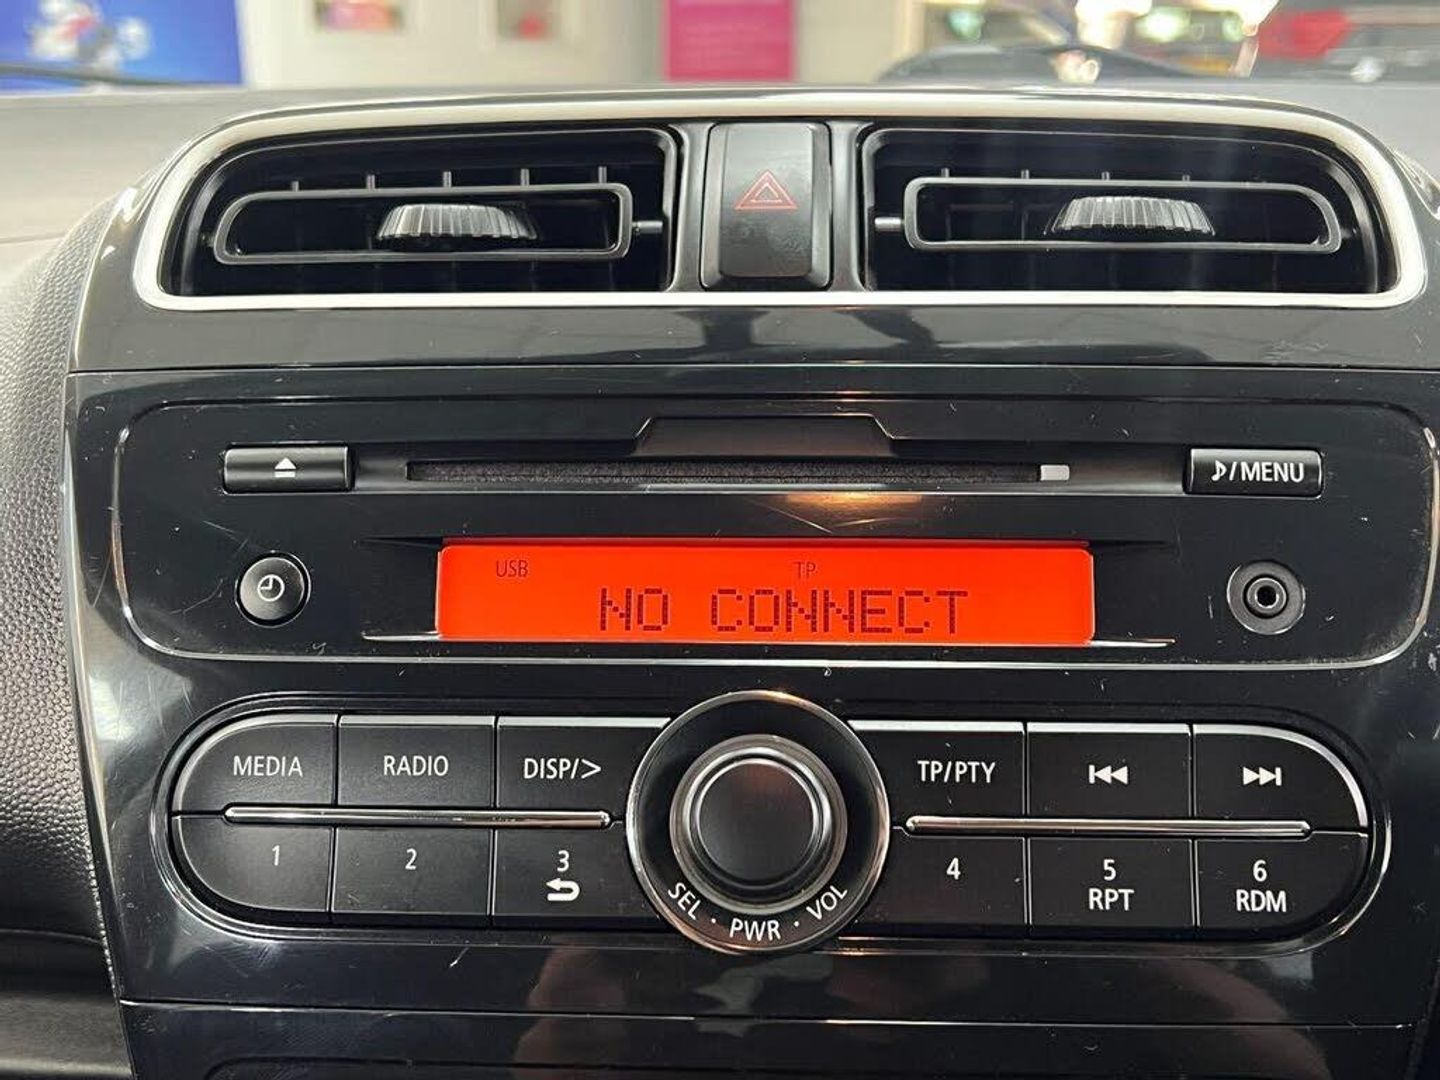 ♪/MENU
USB TP
NO CONNECT
MEDIA RADIO DISP/> TP/PTY
1 2 3 4 5 6
RPT RDM
SEL · PWR · VOL